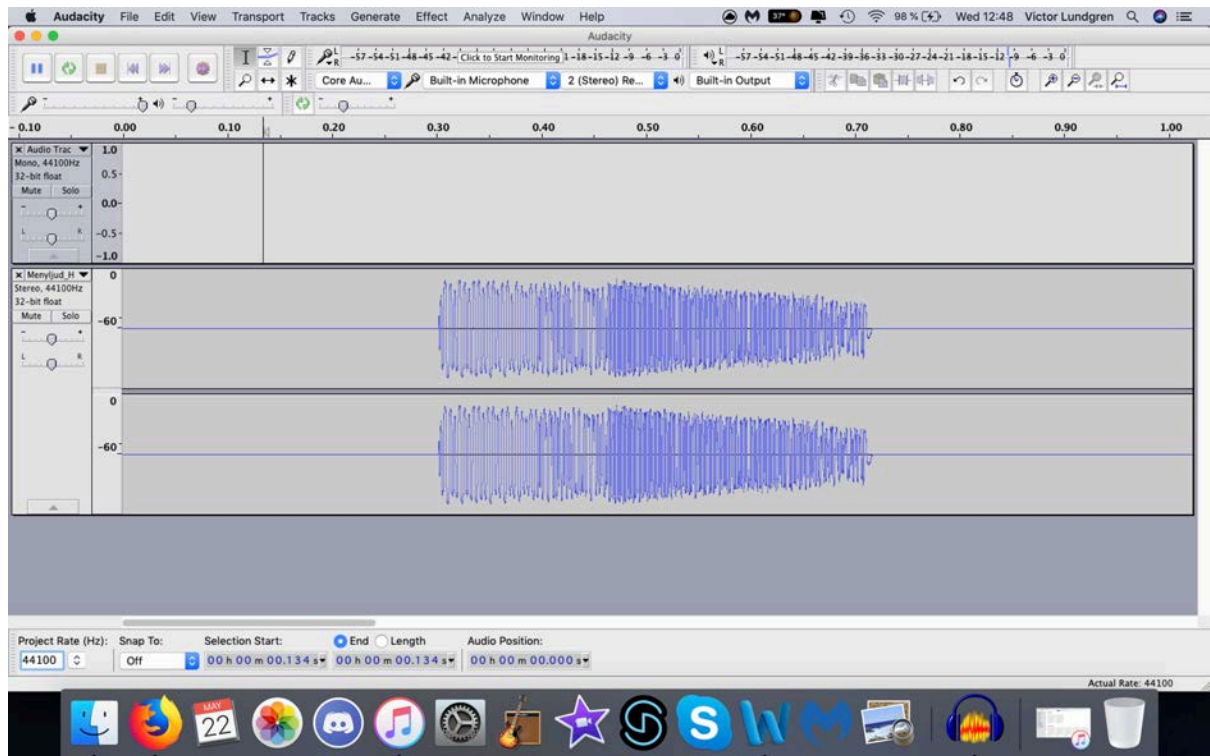 Audacity File Edit View Transport Tracks Generate Effect Analyze Window Help 37° 98 % Wed 12:48 Victor Lundgren
Audacity
L R -57 -54 -51 -48 -45 -42 - Click to Start Monitoring 1 -18 -15 -12 -9 -6 -3 0 L R -57 -54 -51 -48 -45 -42 -39 -36 -33 -30 -27 -24 -21 -18 -15 -12 -9 -6 -3 0
Core Au... Built-in Microphone 2 (Stereo) Re... Built-in Output
- + - + - +
- 0.10 0.00 0.10 0.20 0.30 0.40 0.50 0.60 0.70 0.80 0.90 1.00
x Audio Trac 1.0
Mono, 44100Hz
32-bit float 0.5
Mute Solo
- + 0.0
L R -0.5
-1.0
x Menyljud_H 0
Stereo, 44100Hz
32-bit float
Mute Solo -60
- +
L R
0
-60
Project Rate (Hz): Snap To: Selection Start: End Length Audio Position:
44100 Off 00 h 00 m 00.134 s 00 h 00 m 00.134 s 00 h 00 m 00.000 s
Actual Rate: 44100
MAY
22
S